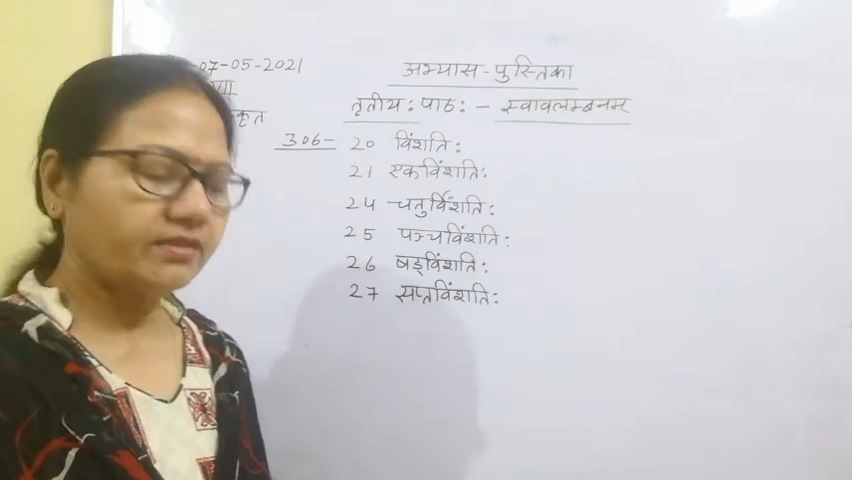 07-05-2021
अभ्यास-पुस्तिका
तृतीय: पाठ: - स्वावलम्बनम्
306- 20 विंशति:
21 एकविंशति:
24 चतुर्विंशति:
25 पञ्चविंशति:
26 षड्विंशति:
27 सप्तविंशति: